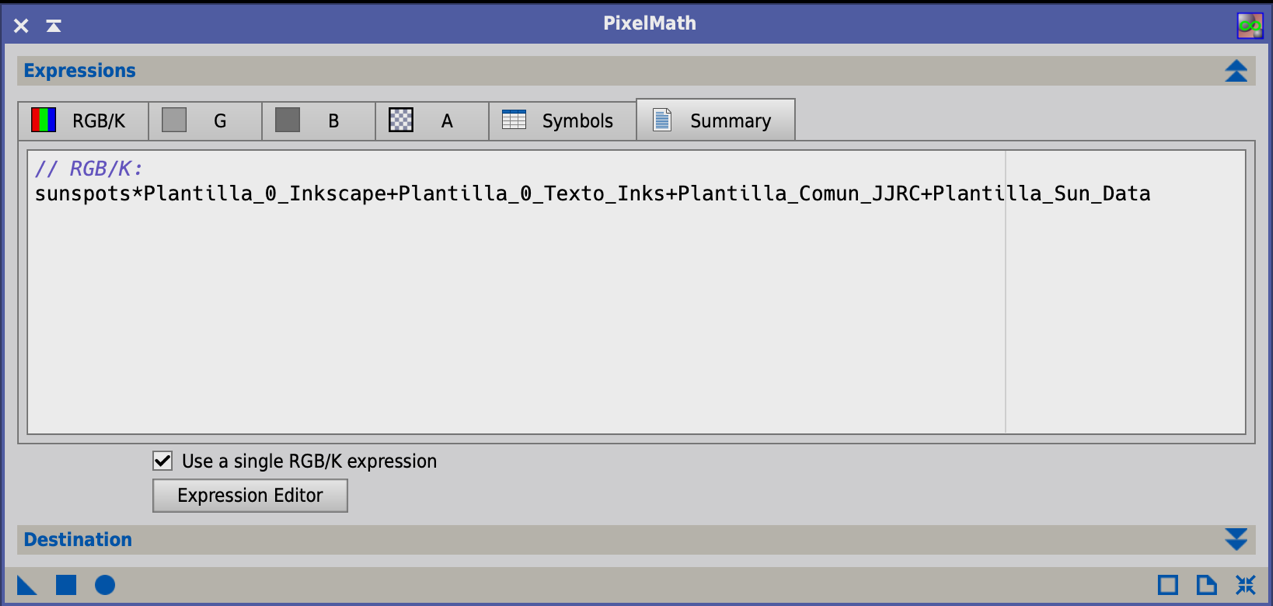 PixelMath
Expressions
RGB/K G B A Symbols Summary
// RGB/K:
sunspots*Plantilla_0_Inkscape+Plantilla_0_Texto_Inks+Plantilla_Comun_JJRC+Plantilla_Sun_Data
Use a single RGB/K expression
Expression Editor
Destination